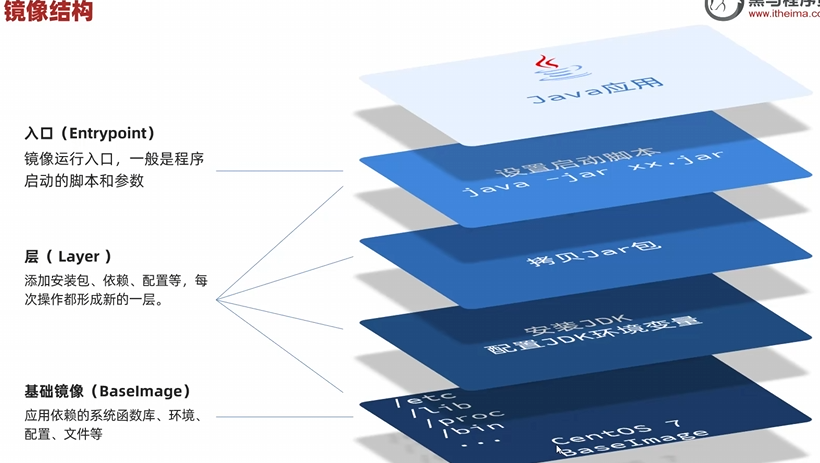 镜像结构
www.itheima.co
入口（Entrypoint）
镜像运行入口，一般是程序
启动的脚本和参数
层（ Layer ）
添加安装包、依赖、配置等，每
次操作都形成新的一层。
基础镜像（BaseImage）
应用依赖的系统函数库、环境、
配置、文件等
Java应用
设置启动脚本
java -jar xx.jar
拷贝Jar包
安装JDK
配置JDK环境变量
/etc
/lib
/proc
/bin
...
CentOS 7
BaseImage